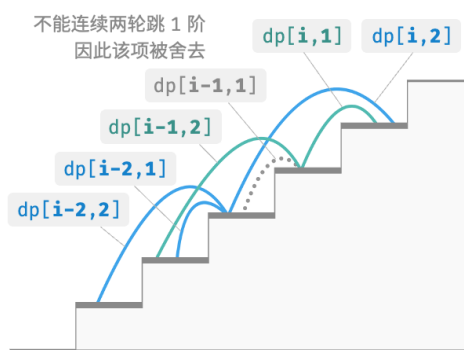 不能连续两轮跳 1 阶
因此该项被舍去
dp[i,1]
dp[i,2]
dp[i-1,1]
dp[i-1,2]
dp[i-2,1]
dp[i-2,2]